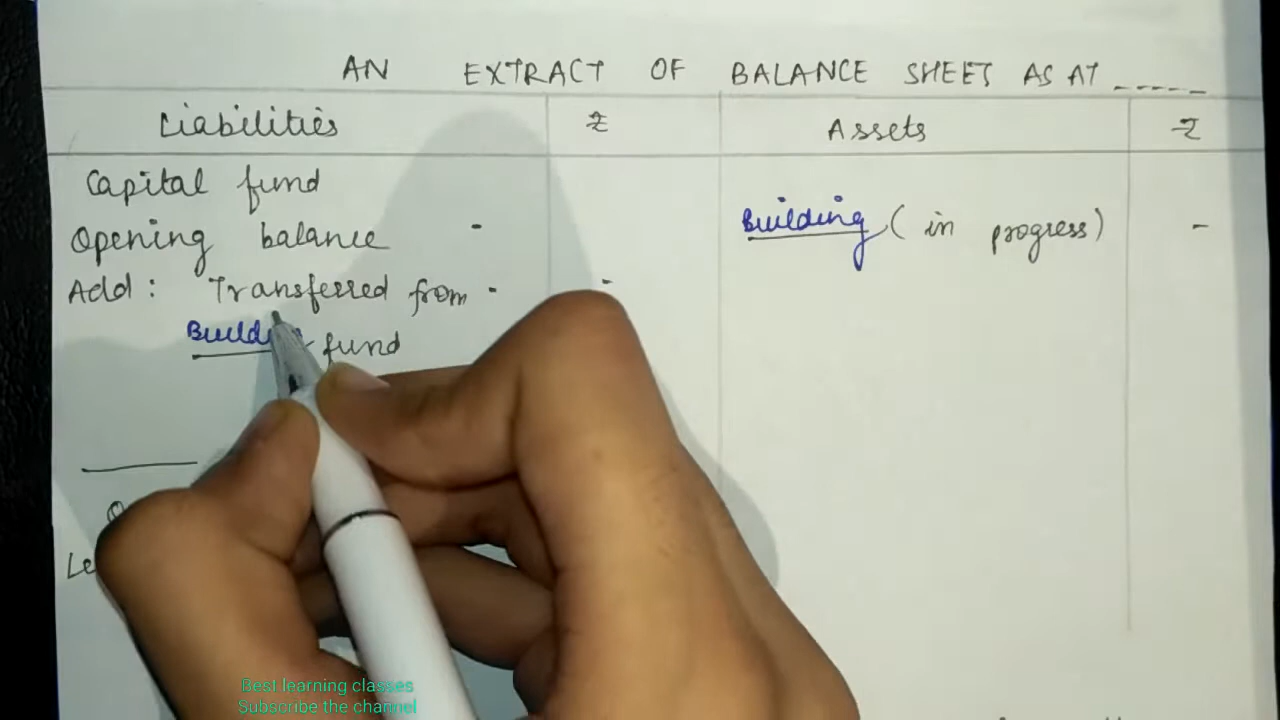 AN EXTRACT OF BALANCE SHEET AS AT -----
Liabilities ₹ Assets ₹
Capital fund
Opening balance - Building (in progress) -
Add: Transferred from - -
fund
Best learning classes
Subscribe the channel